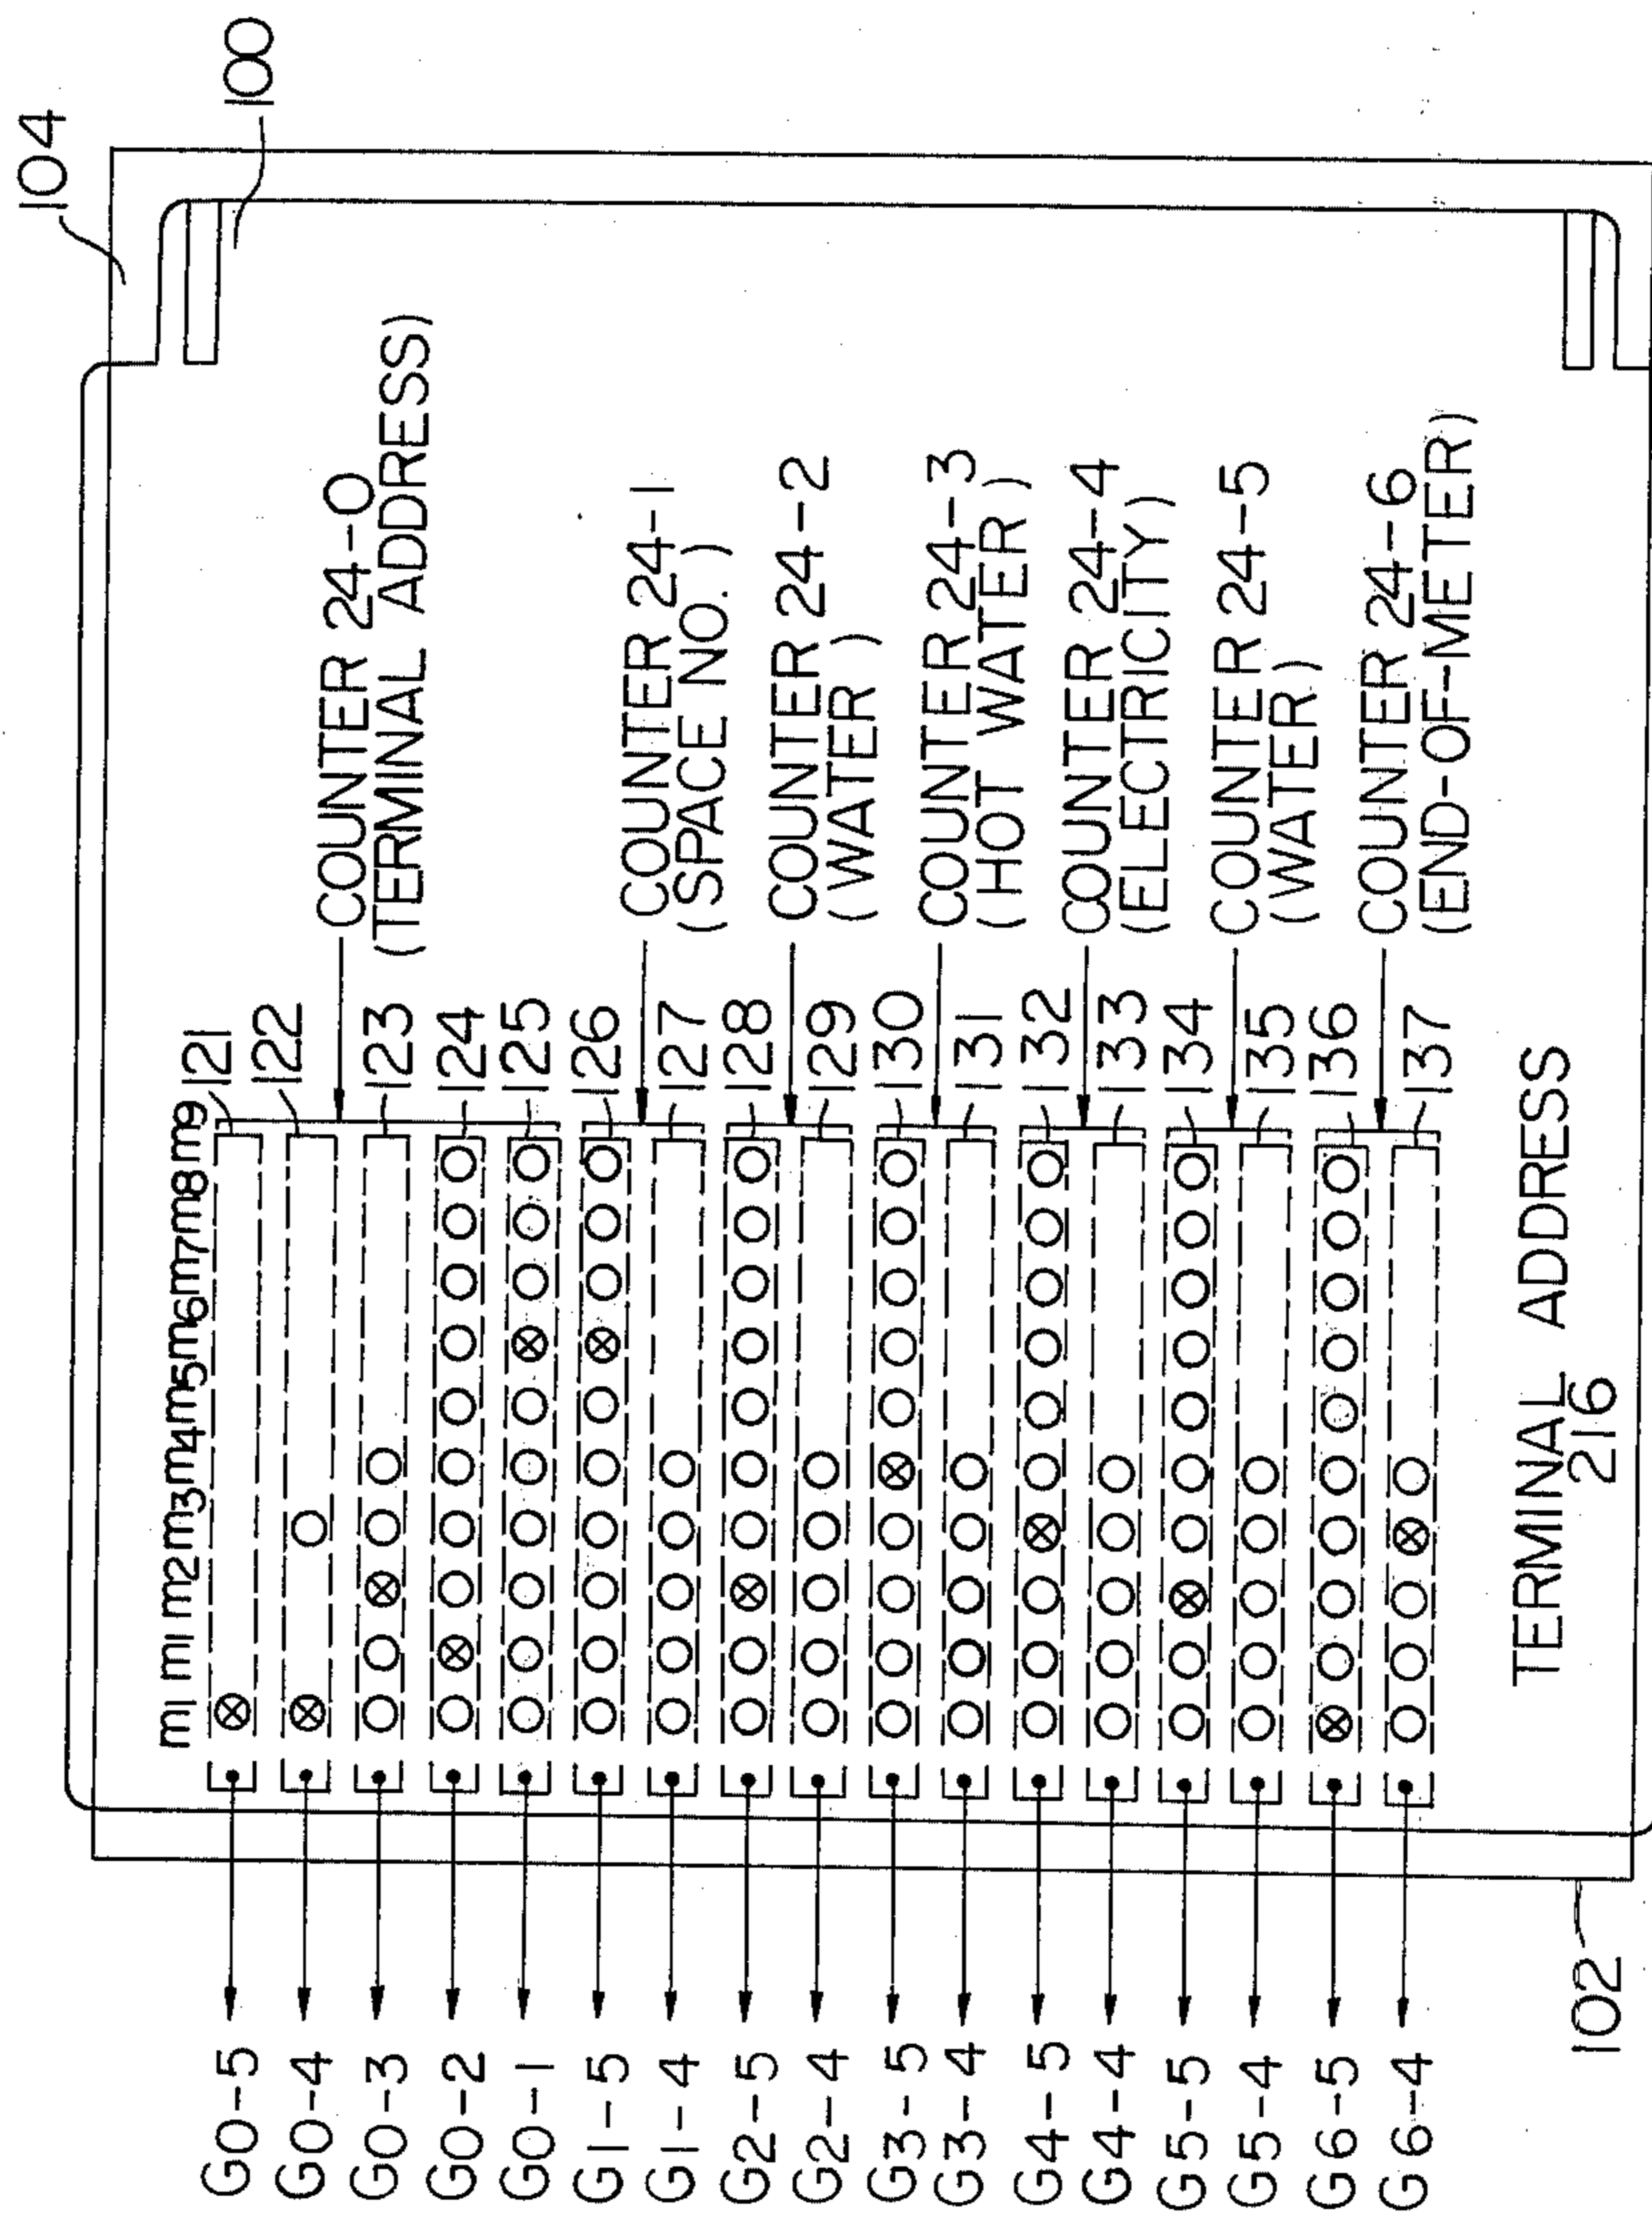 104
100
m1 m1 m2 m3 m4 m5 m6 m7 m8 m9
121
122
123
124
125
126
127
128
129
130
131
132
133
134
135
136
137
COUNTER 24-0
(TERMINAL ADDRESS)
COUNTER 24-1
(SPACE NO.)
COUNTER 24-2
(WATER)
COUNTER 24-3
(HOT WATER)
COUNTER 24-4
(ELECTRICITY)
COUNTER 24-5
(WATER)
COUNTER 24-6
(END-OF-METER)
G0-5
G0-4
G0-3
G0-2
G0-1
G1-5
G1-4
G2-5
G2-4
G3-5
G3-4
G4-5
G4-4
G5-5
G5-4
G6-5
G6-4
TERMINAL ADDRESS
216
102